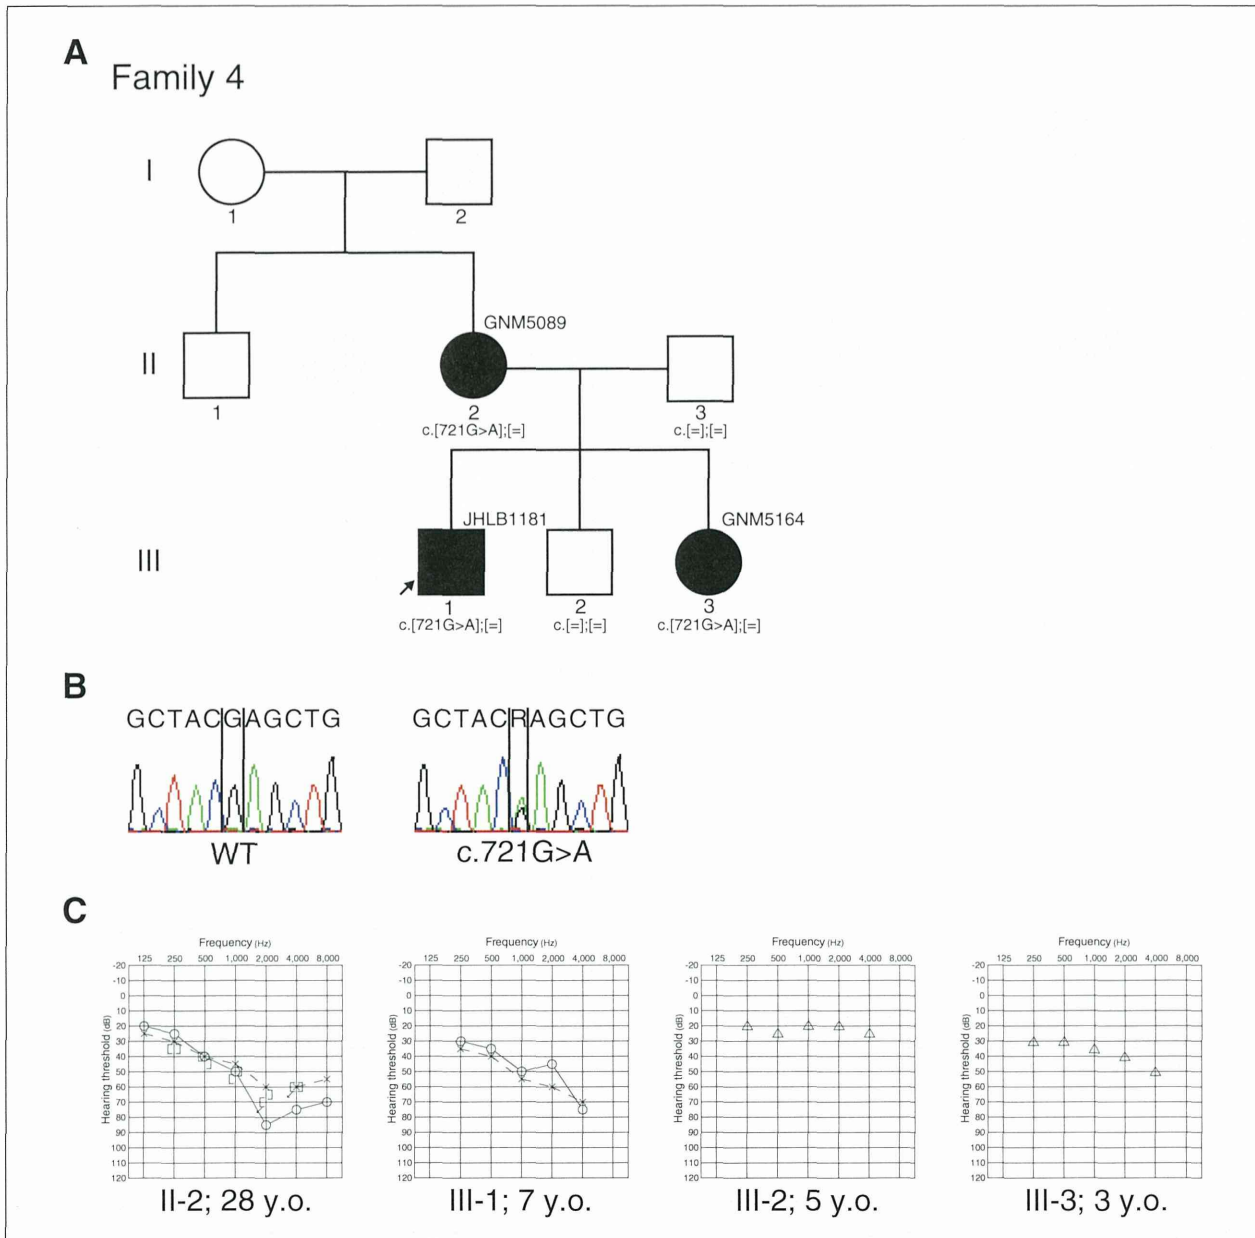 A
Family 4
I
1
2
GNM5089
II
1
2
3
c.[721G>A];[=]
c.[=];[=]
JHLB1181
GNM5164
III
1
2
3
c.[721G>A];[=]
c.[=];[=]
c.[721G>A];[=]
B
GCTACGAGCTG
GCTACRAGCTG
WT
c.721G>A
C
Frequency (Hz)
125 250 500 1,000 2,000 4,000 8,000
Hearing threshold (dB)
-20
-10
0
10
20
30
40
50
60
70
80
90
100
110
120
II-2; 28 y.o.
Frequency (Hz)
125 250 500 1,000 2,000 4,000 8,000
Hearing threshold (dB)
-20
-10
0
10
20
30
40
50
60
70
80
90
100
110
120
III-1; 7 y.o.
Frequency (Hz)
125 250 500 1,000 2,000 4,000 8,000
Hearing threshold (dB)
-20
-10
0
10
20
30
40
50
60
70
80
90
100
110
120
III-2; 5 y.o.
Frequency (Hz)
125 250 500 1,000 2,000 4,000 8,000
Hearing threshold (dB)
-20
-10
0
10
20
30
40
50
60
70
80
90
100
110
120
III-3; 3 y.o.